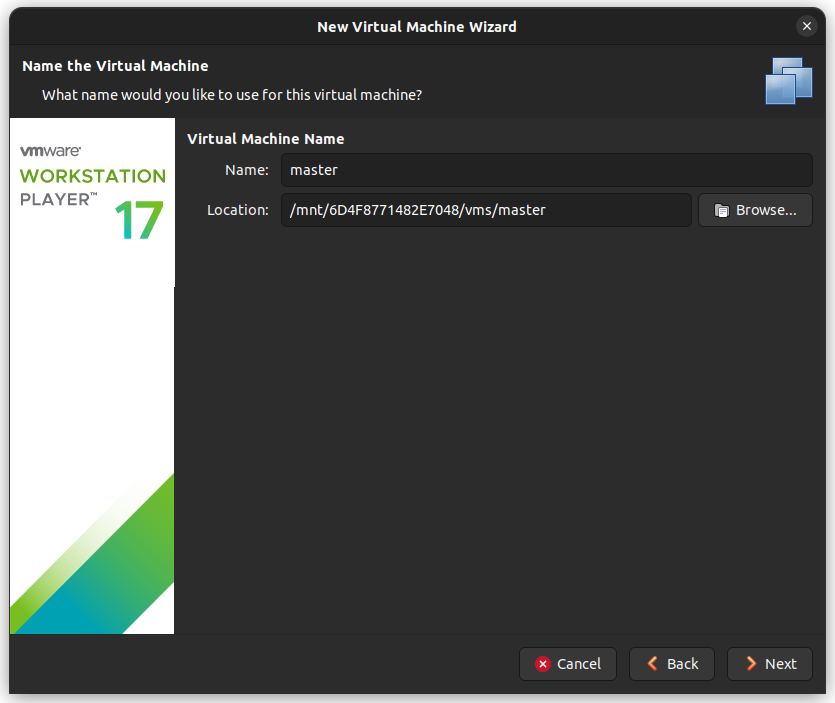 New Virtual Machine Wizard
Name the Virtual Machine
What name would you like to use for this virtual machine?
vmware®
WORKSTATION
PLAYER™
17
Virtual Machine Name
Name: master
Location: /mnt/6D4F8771482E7048/vms/master Browse...
Cancel Back Next